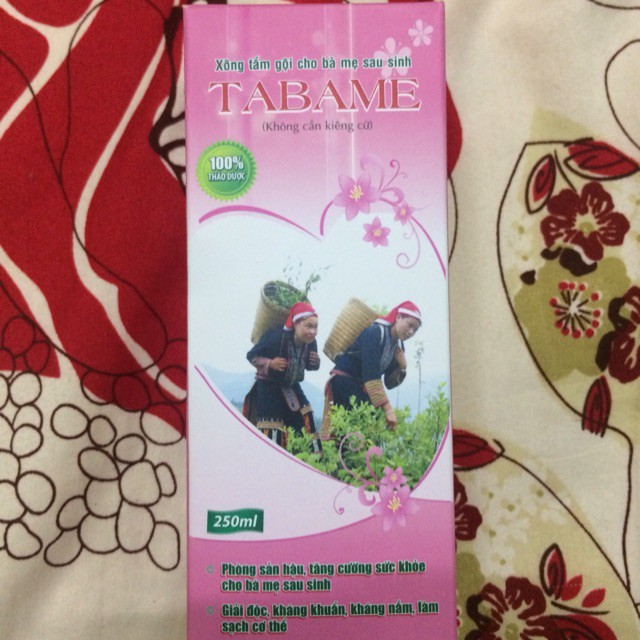 Xông tắm gội cho bà mẹ sau sinh
TABAME
(Không cần kiêng cữ)
100%
THẢO DƯỢC
250ml
Phòng sản hậu, tăng cường sức khỏe
cho bà mẹ sau sinh
Giải độc, kháng khuẩn, kháng nấm, làm
sạch cơ thể